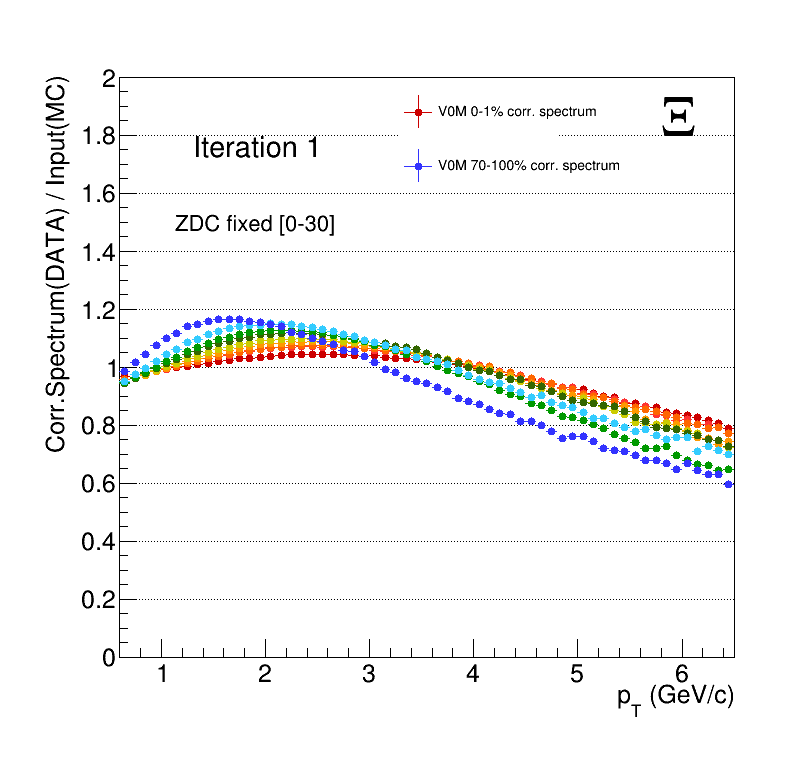 Corr.Spectrum(DATA) / Input(MC)
2
1.8
1.6
1.4
1.2
1
0.8
0.6
0.4
0.2
0
V0M 0-1% corr. spectrum
Ξ
Iteration 1
V0M 70-100% corr. spectrum
ZDC fixed [0-30]
1 2 3 4 5 6
p_T (GeV/c)